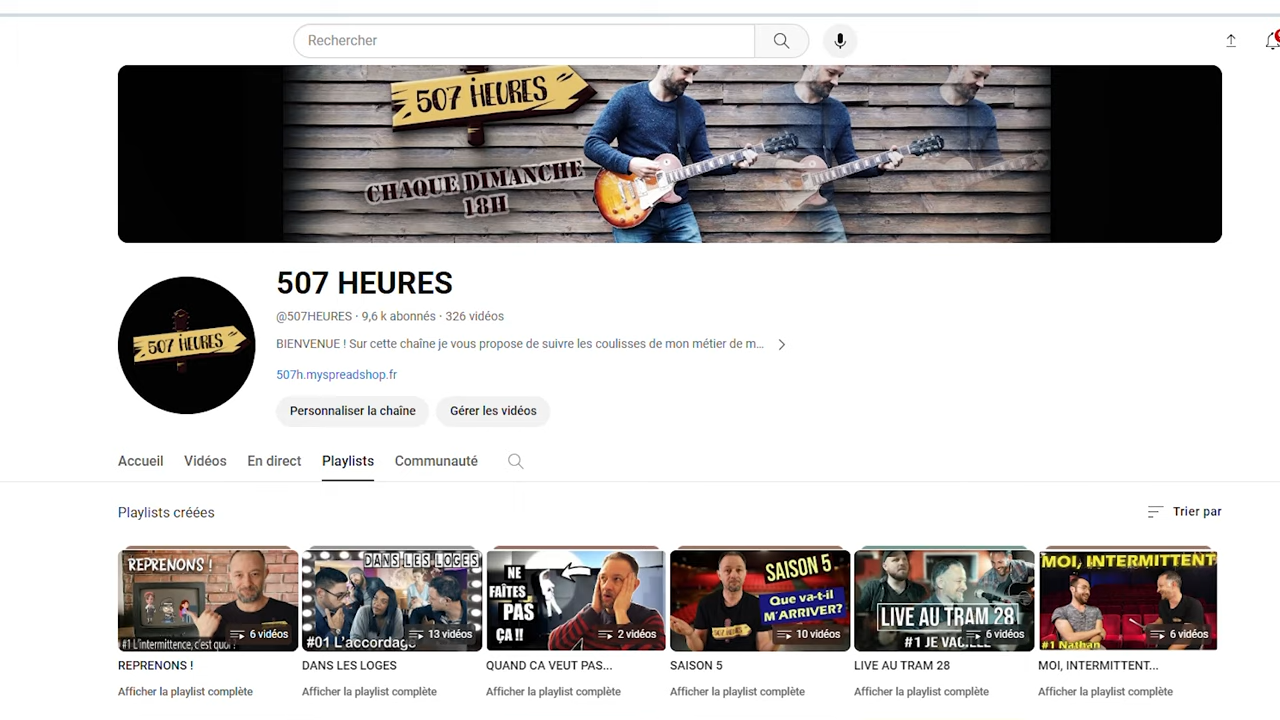 Rechercher
507 HEURES
CHAQUE DIMANCHE
18H
507 HEURES
507 HEURES
@507HEURES · 9,6 k abonnés · 326 vidéos
BIENVENUE ! Sur cette chaîne je vous propose de suivre les coulisses de mon métier de m...
507h.myspreadshop.fr
Personnaliser la chaîne
Gérer les vidéos
Accueil
Vidéos
En direct
Playlists
Communauté
Playlists créées
Trier par
REPRENONS !
#1 L'intermittence, c'est quoi
6 vidéos
DANS LES LOGES
#01 L'accordage
13 vidéos
NE
FAÎTES
PAS
ÇA !!
2 vidéos
SAISON 5
Que va-t-il
M'ARRIVER?
10 vidéos
LIVE AU TRAM 28
#1 JE VACILLE
6 vidéos
MOI, INTERMITTENT
#1 Nathan
6 vidéos
REPRENONS !
DANS LES LOGES
QUAND CA VEUT PAS...
SAISON 5
LIVE AU TRAM 28
MOI, INTERMITTENT...
Afficher la playlist complète
Afficher la playlist complète
Afficher la playlist complète
Afficher la playlist complète
Afficher la playlist complète
Afficher la playlist complète